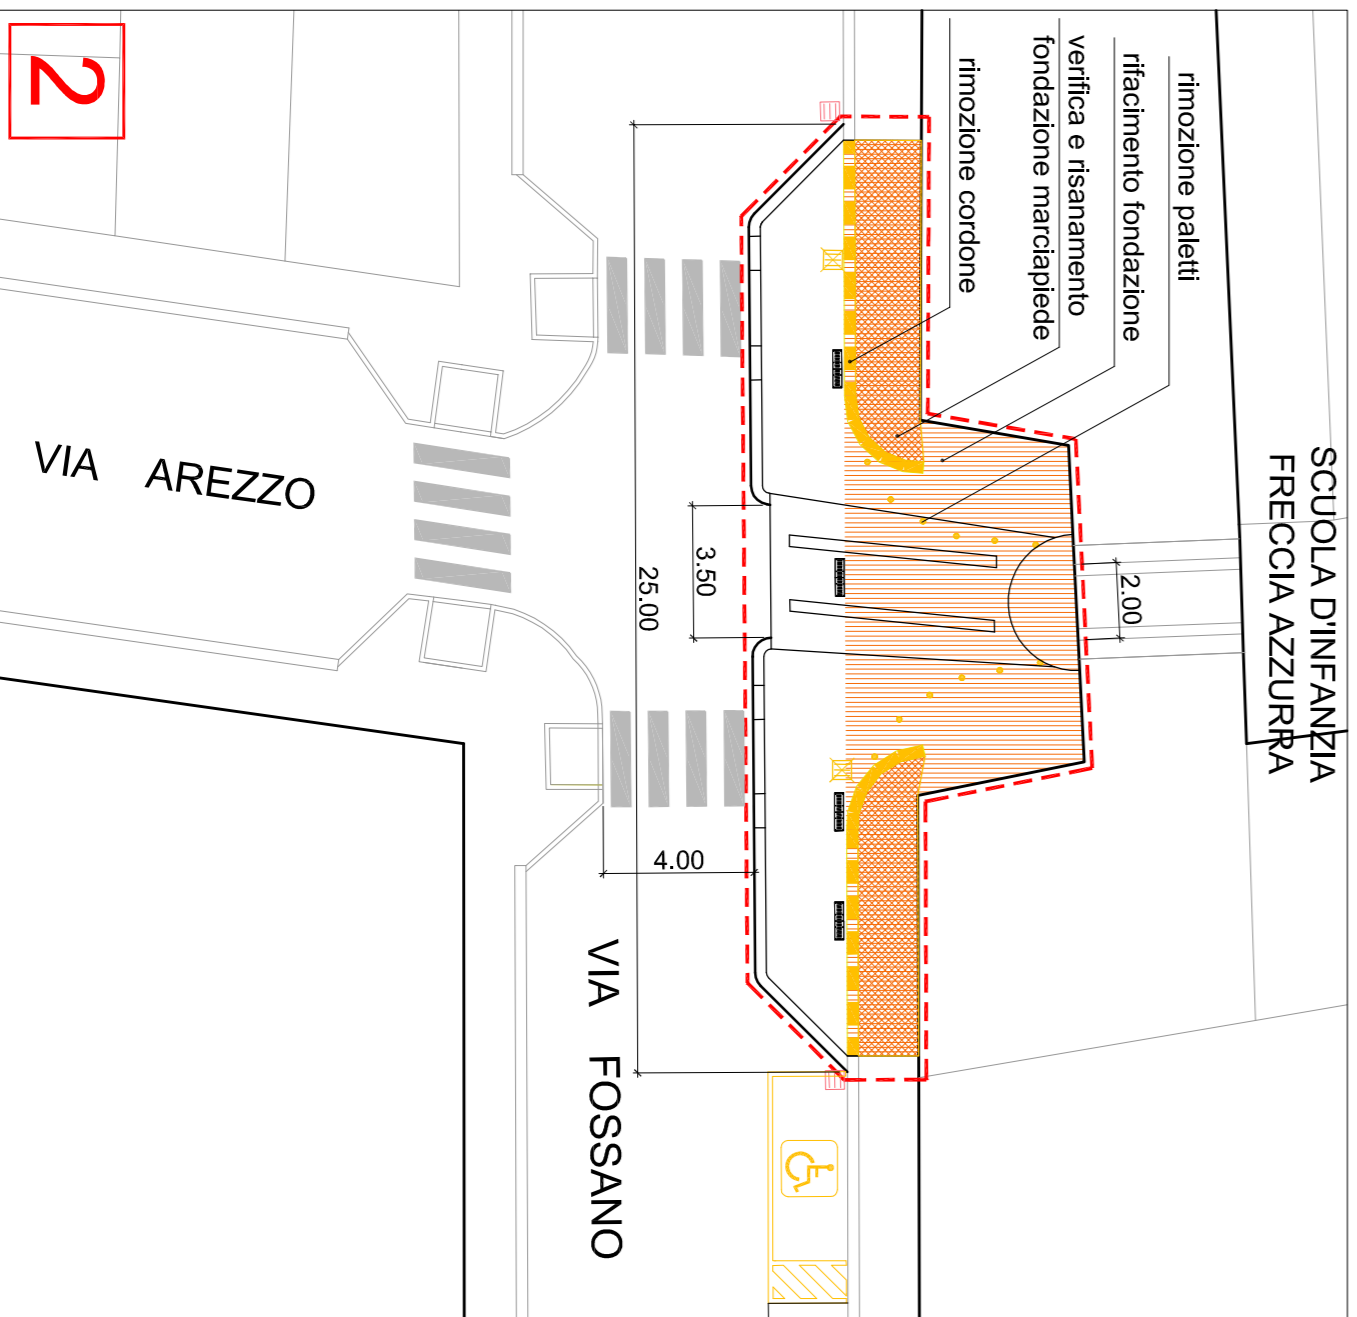 SCUOLA D'INFANZIA
FRECCIA AZZURRA
rimozione paletti
rifacimento fondazione
verifica e risanamento
fondazione marciapiede
rimozione cordone
2.00
3.50
25.00
4.00
VIA FOSSANO
VIA AREZZO
2